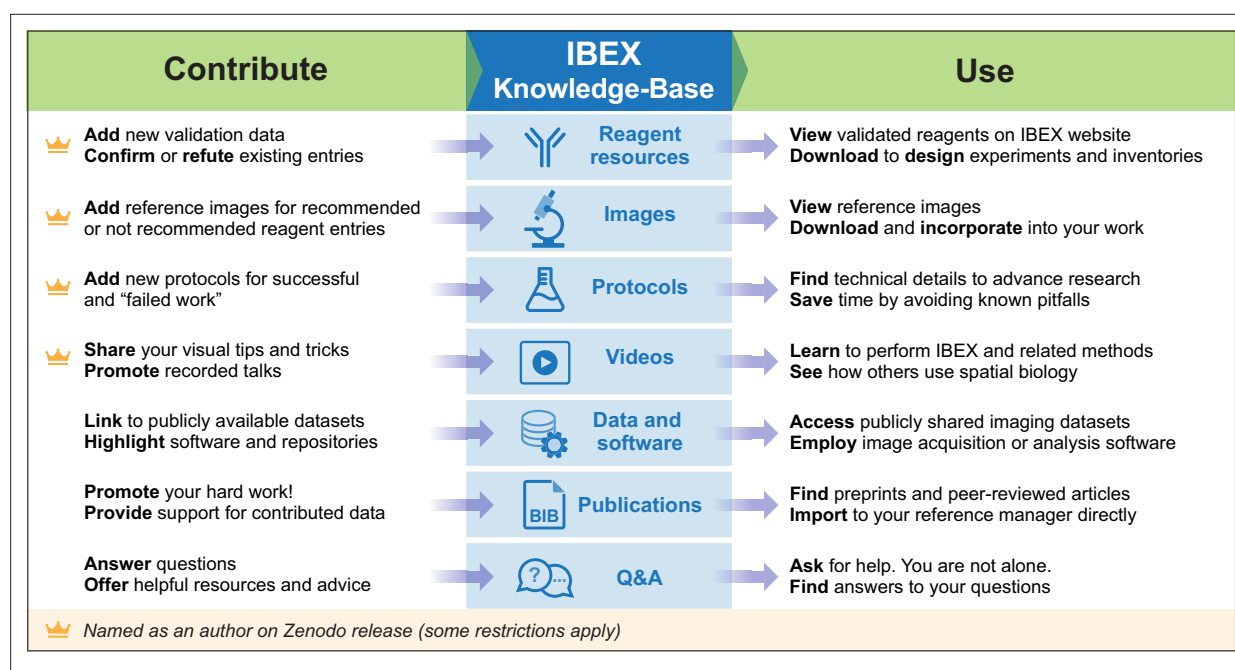 Contribute
IBEX
Knowledge-Base
Use
Add new validation data
Confirm or refute existing entries
Reagent
resources
View validated reagents on IBEX website
Download to design experiments and inventories
Add reference images for recommended
or not recommended reagent entries
Images
View reference images
Download and incorporate into your work
Add new protocols for successful
and “failed work”
Protocols
Find technical details to advance research
Save time by avoiding known pitfalls
Share your visual tips and tricks
Promote recorded talks
Videos
Learn to perform IBEX and related methods
See how others use spatial biology
Link to publicly available datasets
Highlight software and repositories
Data and
software
Access publicly shared imaging datasets
Employ image acquisition or analysis software
Promote your hard work!
Provide support for contributed data
BIB
Publications
Find preprints and peer-reviewed articles
Import to your reference manager directly
Answer questions
Offer helpful resources and advice
?
...
Q&A
Ask for help. You are not alone.
Find answers to your questions
Named as an author on Zenodo release (some restrictions apply)